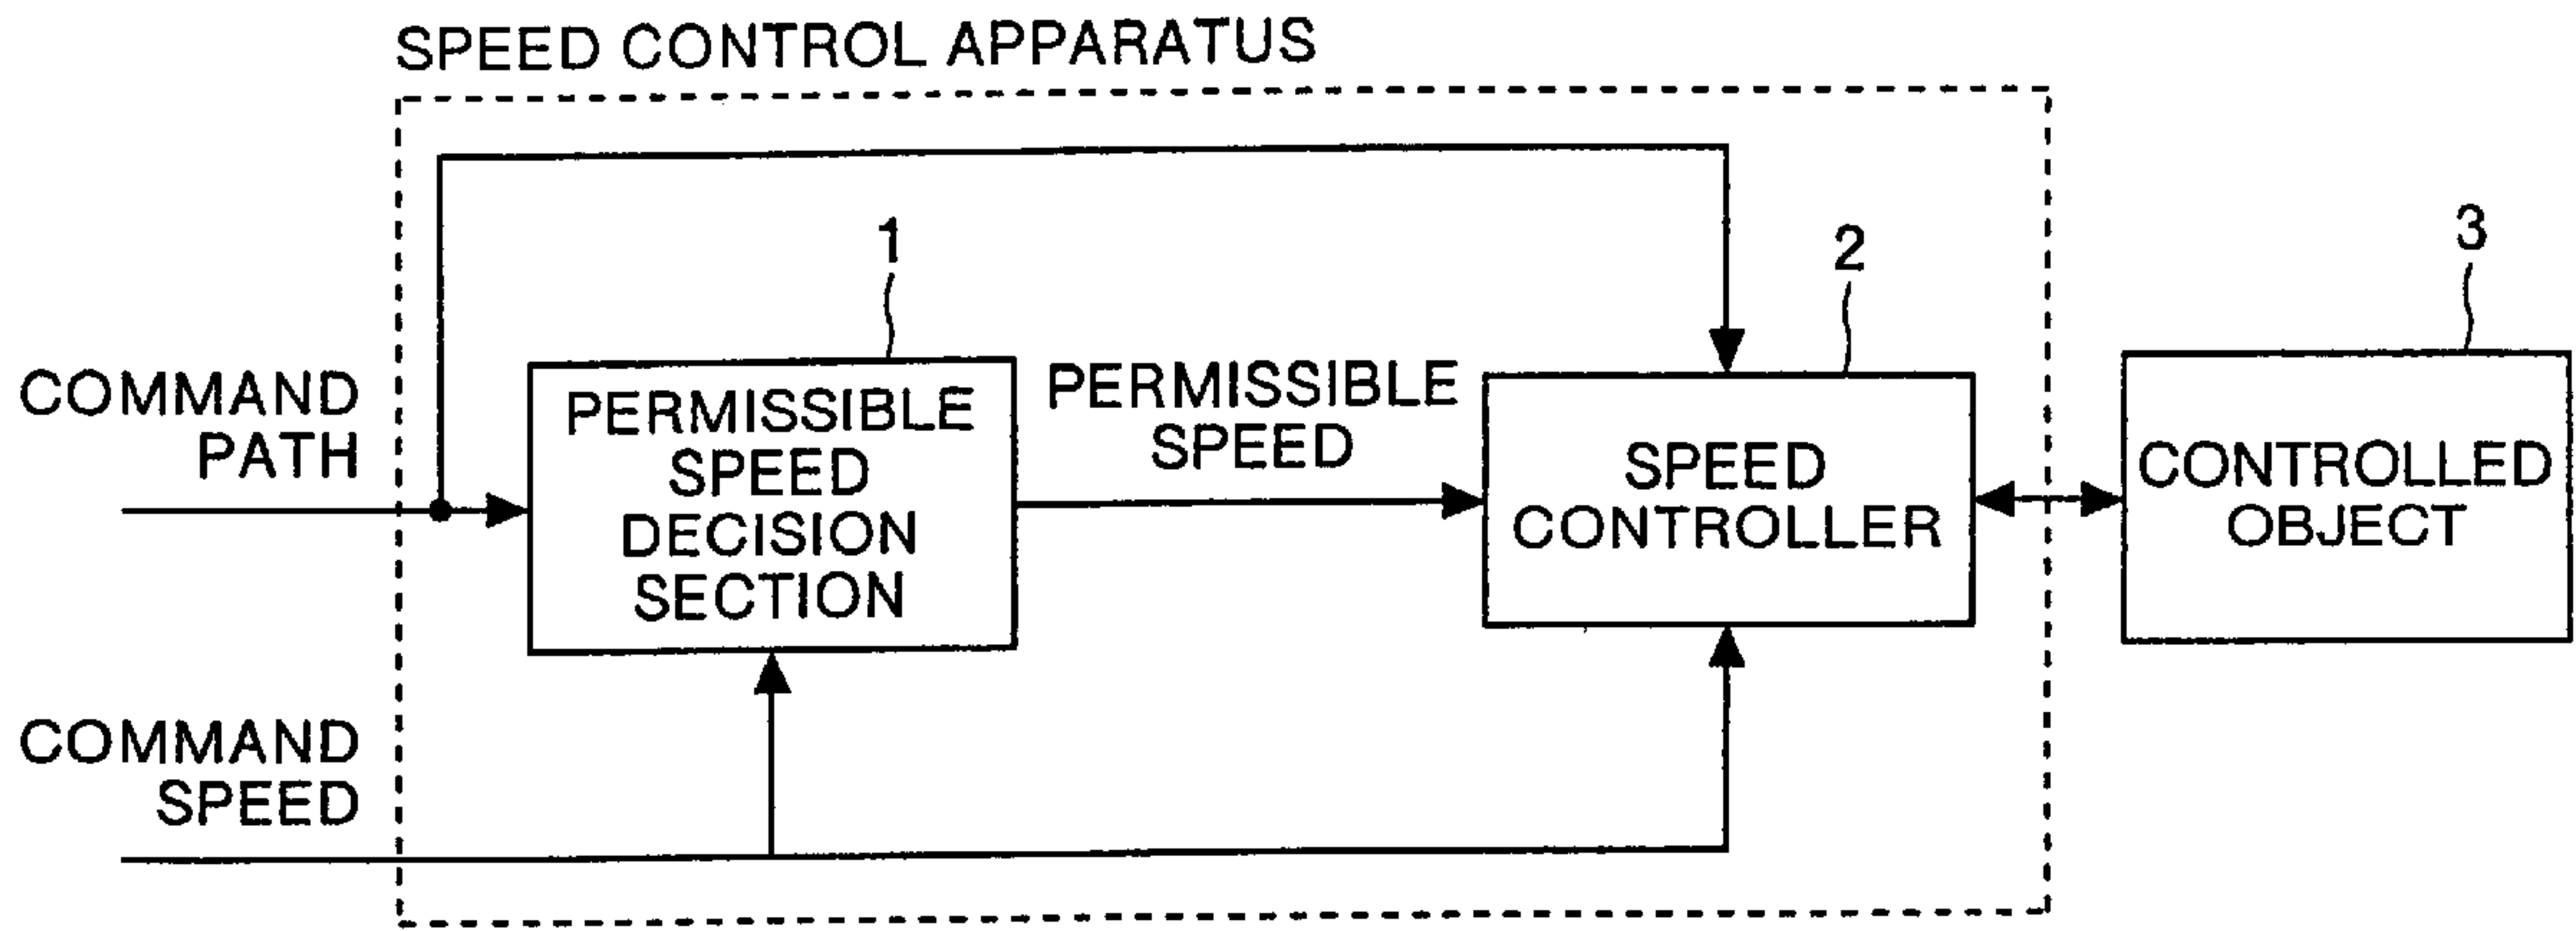 SPEED CONTROL APPARATUS
1
2
3
COMMAND
PATH
PERMISSIBLE
SPEED
DECISION
SECTION
PERMISSIBLE
SPEED
SPEED
CONTROLLER
CONTROLLED
OBJECT
COMMAND
SPEED